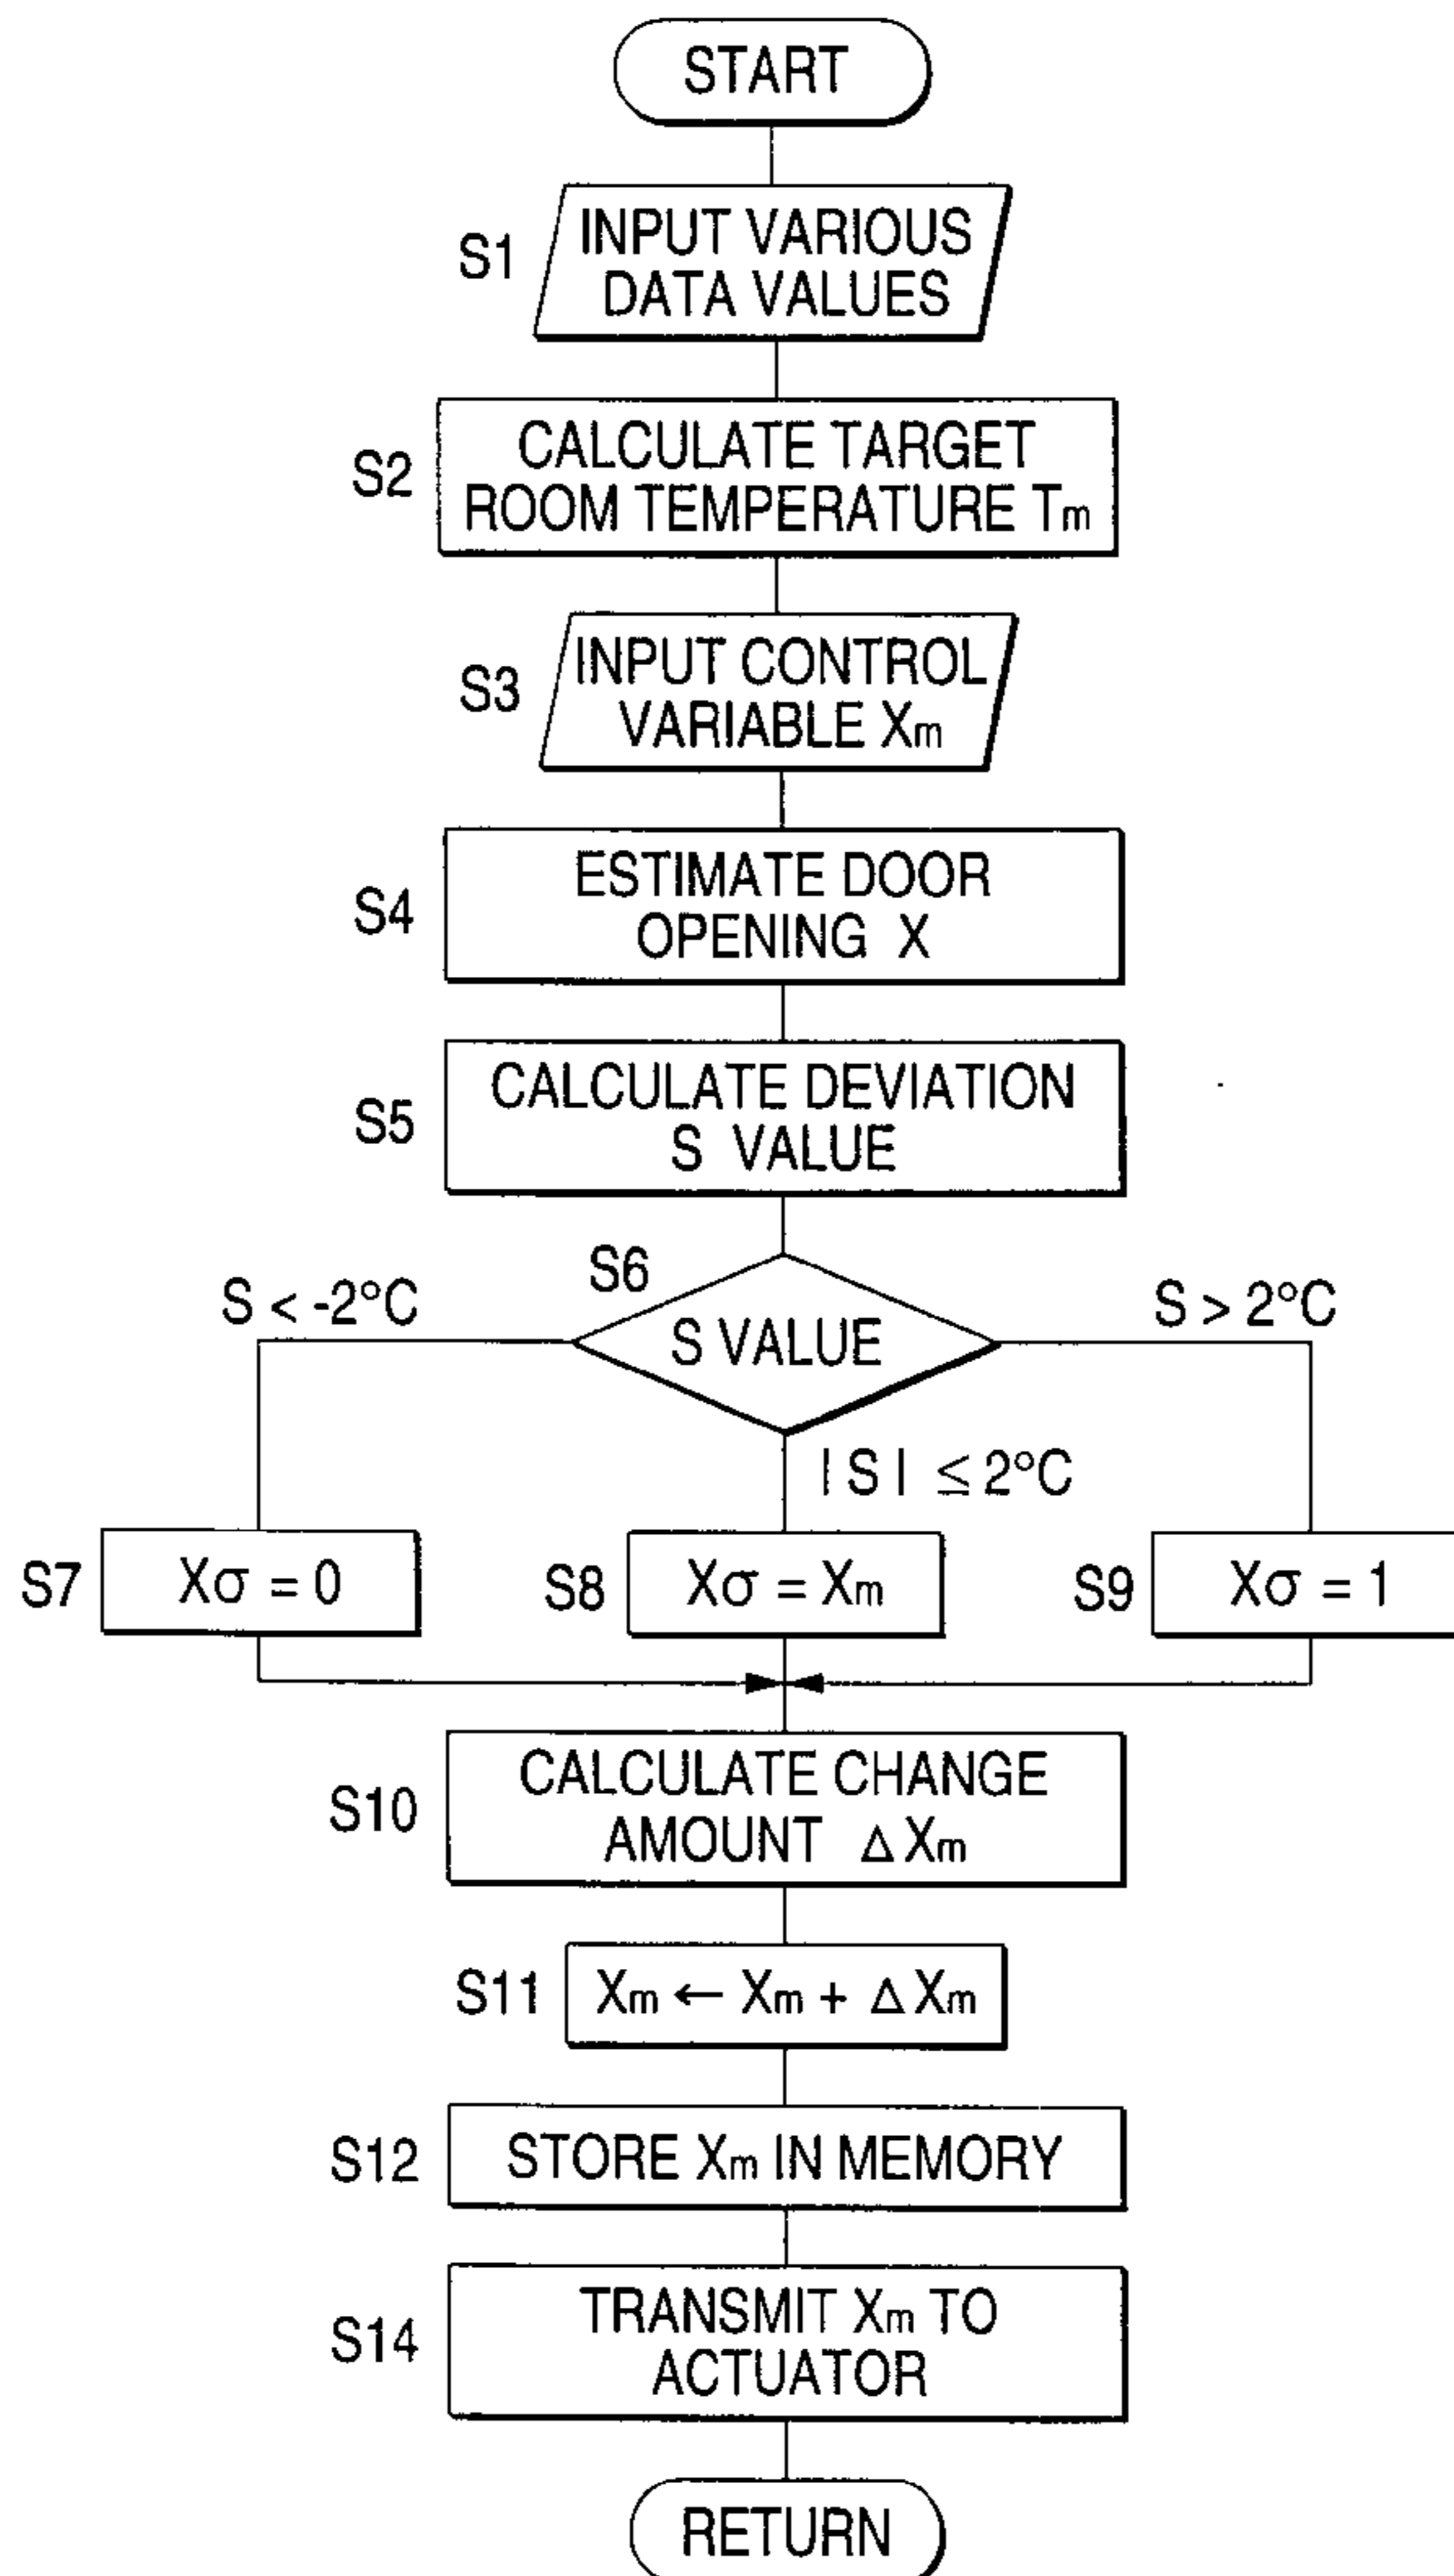 START
S1
INPUT VARIOUS
DATA VALUES
S2
CALCULATE TARGET
ROOM TEMPERATURE Tm
S3
INPUT CONTROL
VARIABLE Xm
S4
ESTIMATE DOOR
OPENING X
S5
CALCULATE DEVIATION
S VALUE
S6
S < -2°C
S VALUE
S > 2°C
| S | ≤ 2°C
S7
Xσ = 0
S8
Xσ = Xm
S9
Xσ = 1
S10
CALCULATE CHANGE
AMOUNT Δ Xm
S11
Xm ← Xm + Δ Xm
S12
STORE Xm IN MEMORY
S14
TRANSMIT Xm TO
ACTUATOR
RETURN